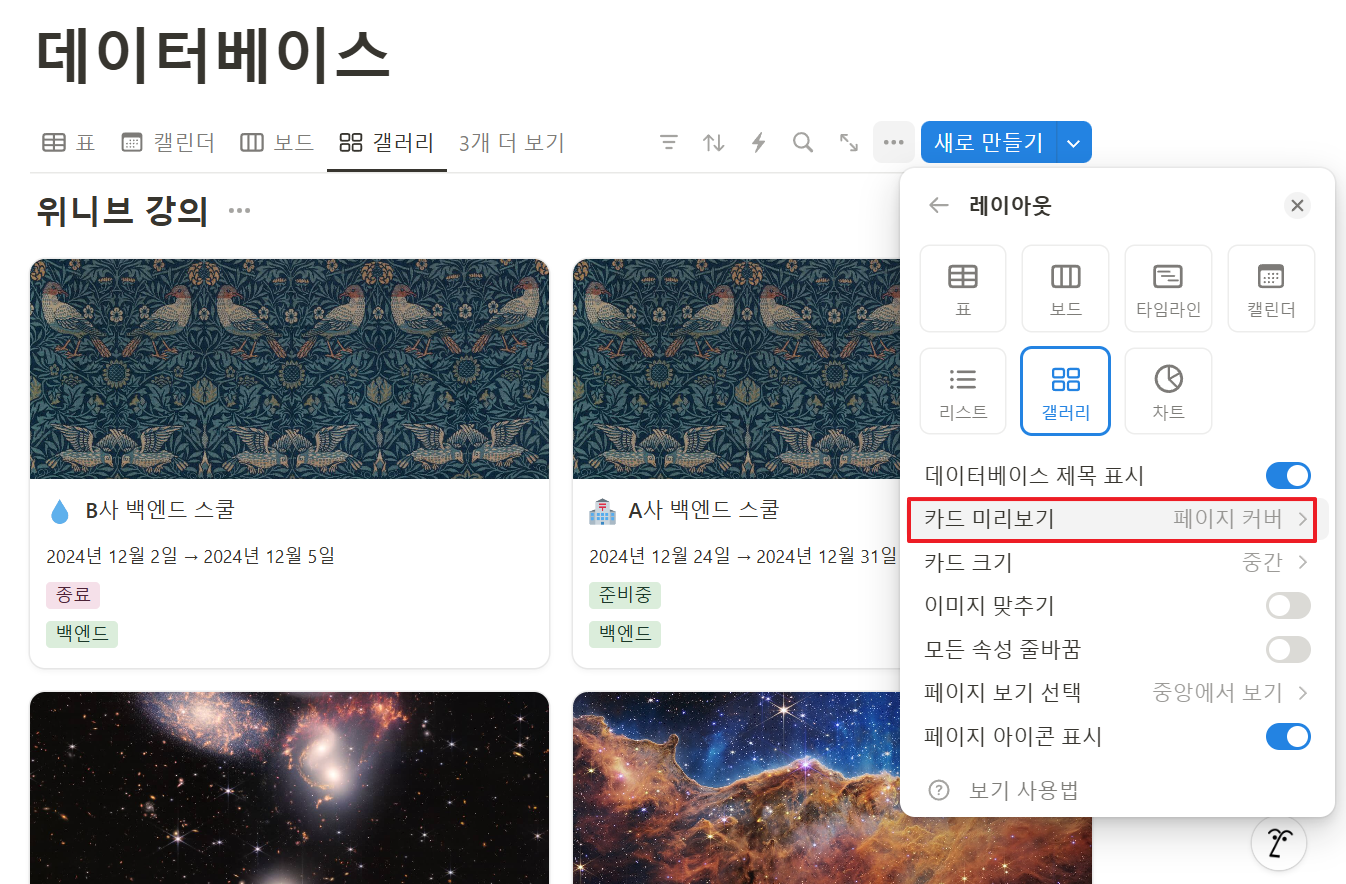 데이터베이스
표 캘린더 보드 갤러리 3개 더 보기 새로 만들기
위니브 강의
B사 백엔드 스쿨
2024년 12월 2일 → 2024년 12월 5일
종료
백엔드
A사 백엔드 스쿨
2024년 12월 24일 → 2024년 12월 31일
준비중
백엔드
레이아웃
표 보드 타임라인 캘린더
리스트 갤러리 차트
데이터베이스 제목 표시
카드 미리보기 페이지 커버
카드 크기 중간
이미지 맞추기
모든 속성 줄바꿈
페이지 보기 선택 중앙에서 보기
페이지 아이콘 표시
보기 사용법